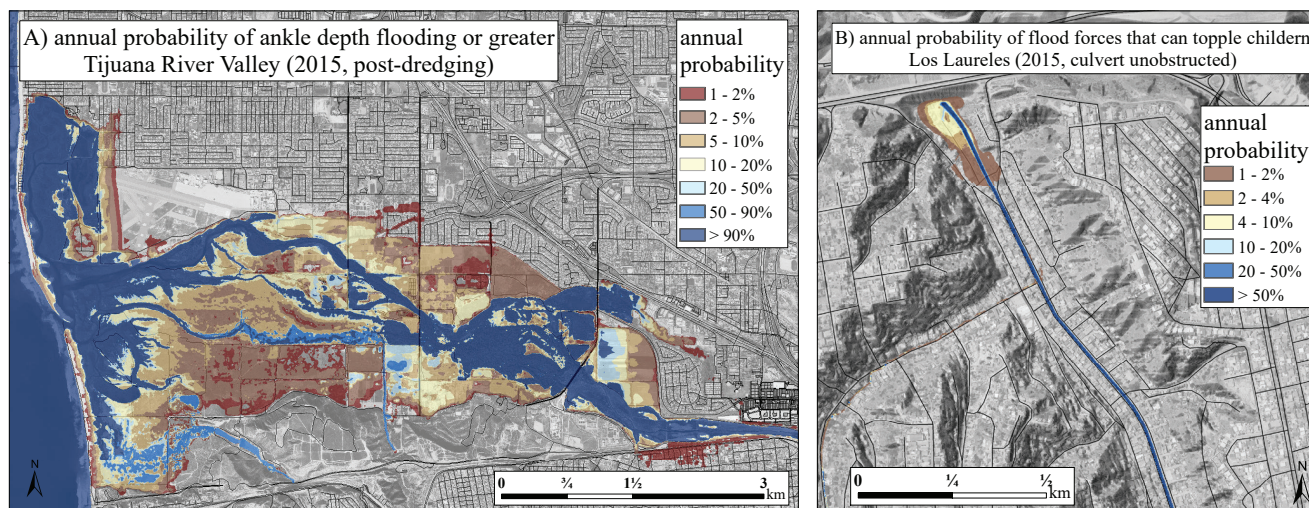 A) annual probability of ankle depth flooding or greater
Tijuana River Valley (2015, post-dredging)
annual
probability
1 - 2%
2 - 5%
5 - 10%
10 - 20%
20 - 50%
50 - 90%
> 90%
N
0 ¾ 1½ 3
km
B) annual probability of flood forces that can topple childern
Los Laureles (2015, culvert unobstructed)
annual
probability
1 - 2%
2 - 4%
4 - 10%
10 - 20%
20 - 50%
> 50%
0 ¼ ½
km
N